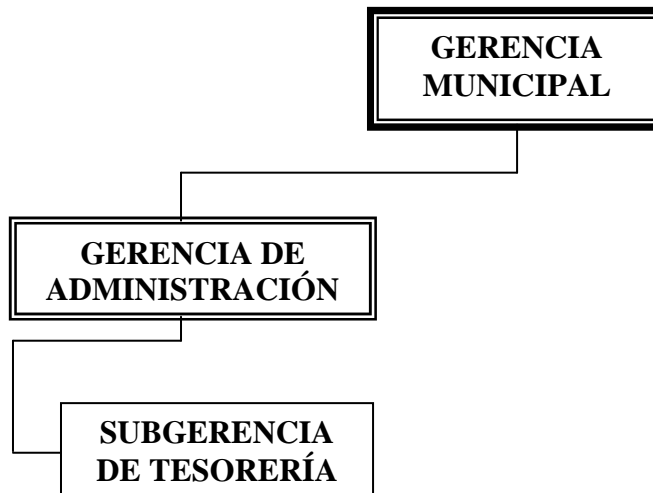 GERENCIA
MUNICIPAL
GERENCIA DE
ADMINISTRACIÓN
SUBGERENCIA
DE TESORERÍA